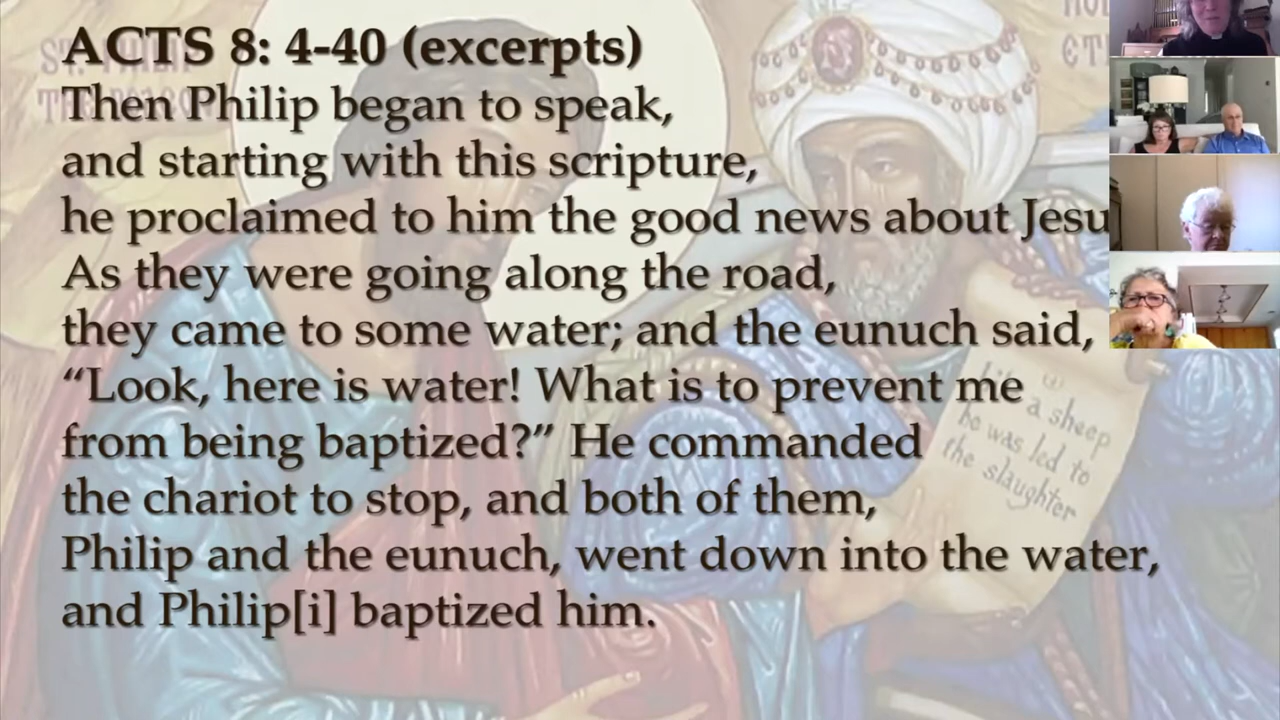 ACTS 8: 4-40 (excerpts)
Then Philip began to speak,
and starting with this scripture,
he proclaimed to him the good news about Jesu
As they were going along the road,
they came to some water; and the eunuch said,
“Look, here is water! What is to prevent me
from being baptized?” He commanded
the chariot to stop, and both of them,
Philip and the eunuch, went down into the water,
and Philip[i] baptized him.
a sheep
he was led to
the slaughter